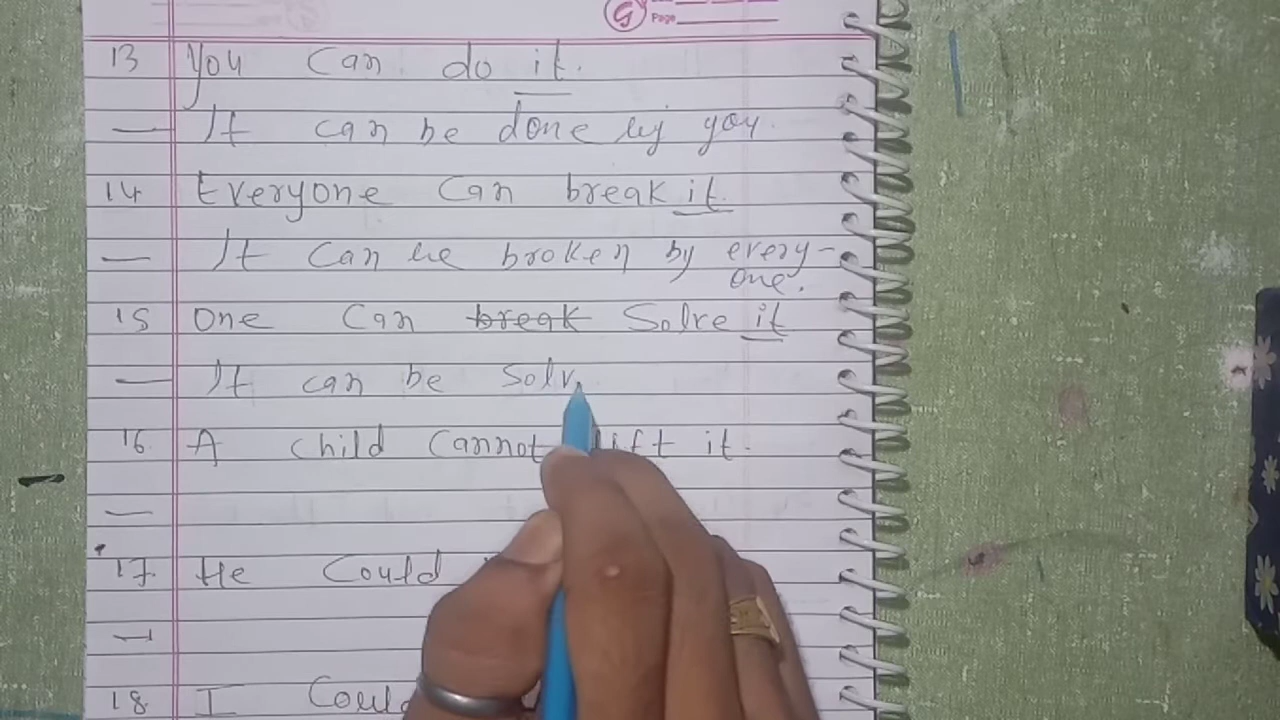 Page
13 You can do it.
— It can be done by you.
14 Everyone can break it.
— It can be broken by every-
one.
15 One can break Solve it
— It can be Solv
16. A child cannot lift it.
—
17. He Could
—
18. I Could